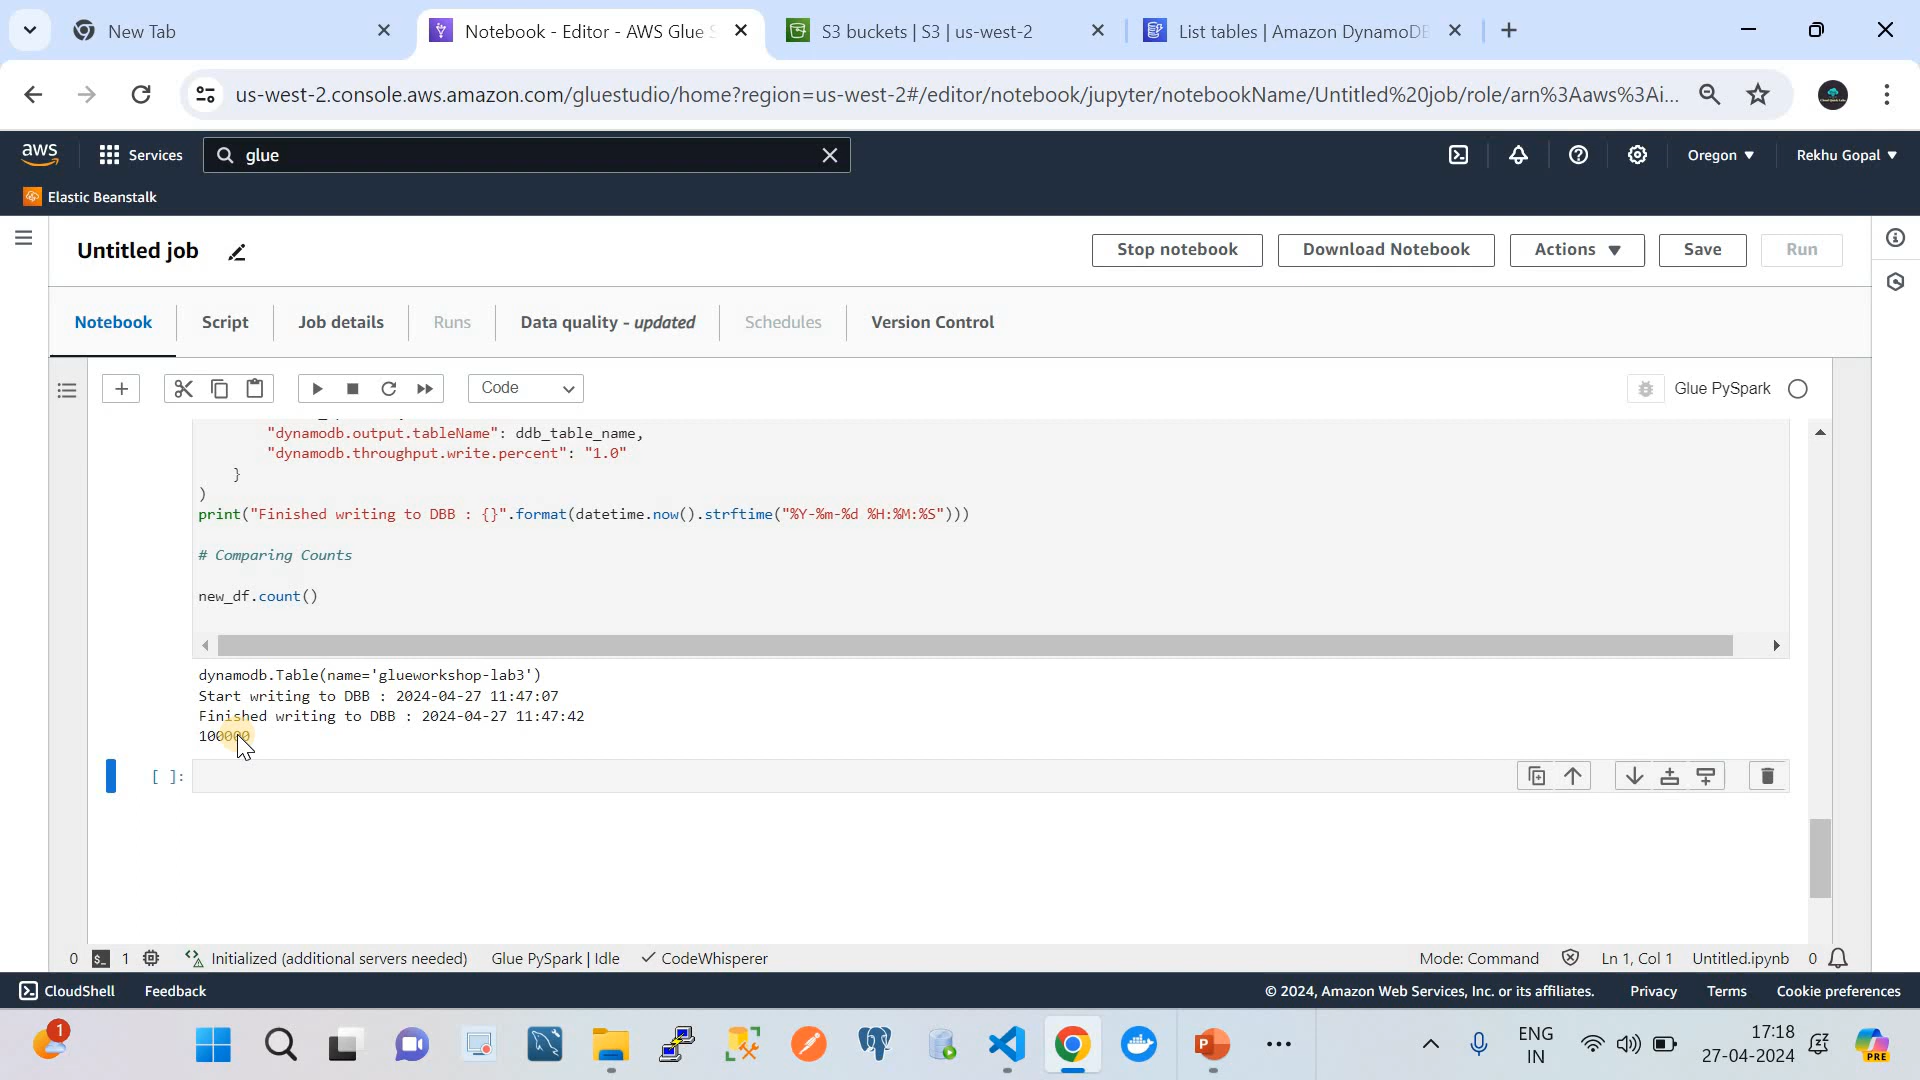 New Tab
Notebook - Editor - AWS Glue S
S3 buckets | S3 | us-west-2
List tables | Amazon DynamoDB
us-west-2.console.aws.amazon.com/gluestudio/home?region=us-west-2#/editor/notebook/jupyter/notebookName/Untitled%20job/role/arn%3Aaws%3Ai...
aws
Services
glue
Oregon
Rekhu Gopal
Elastic Beanstalk
Untitled job
Stop notebook
Download Notebook
Actions
Save
Run
Notebook
Script
Job details
Runs
Data quality - updated
Schedules
Version Control
Code
Glue PySpark
"dynamodb.output.tableName": ddb_table_name,
"dynamodb.throughput.write.percent": "1.0"
}
)
print("Finished writing to DBB : {}".format(datetime.now().strftime("%Y-%m-%d %H:%M:%S")))
# Comparing Counts
new_df.count()
dynamodb.Table(name='glueworkshop-lab3')
Start writing to DBB : 2024-04-27 11:47:07
Finished writing to DBB : 2024-04-27 11:47:42
100000
[ ]:
0
1
Initialized (additional servers needed)
Glue PySpark | Idle
CodeWhisperer
Mode: Command
Ln 1, Col 1
Untitled.ipynb
0
CloudShell
Feedback
© 2024, Amazon Web Services, Inc. or its affiliates.
Privacy
Terms
Cookie preferences
1
ENG
IN
17:18
27-04-2024
PRE